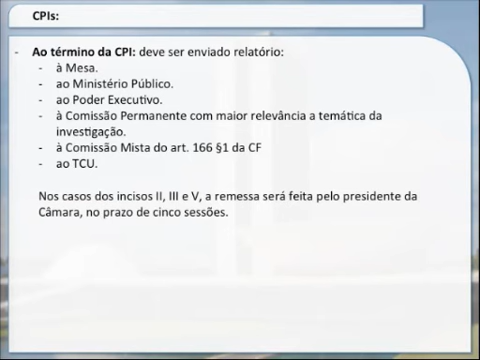 CPIs:
- Ao término da CPI: deve ser enviado relatório:
- à Mesa.
- ao Ministério Público.
- ao Poder Executivo.
- à Comissão Permanente com maior relevância a temática da
investigação.
- à Comissão Mista do art. 166 §1 da CF
- ao TCU.
Nos casos dos incisos II, III e V, a remessa será feita pelo presidente da
Câmara, no prazo de cinco sessões.